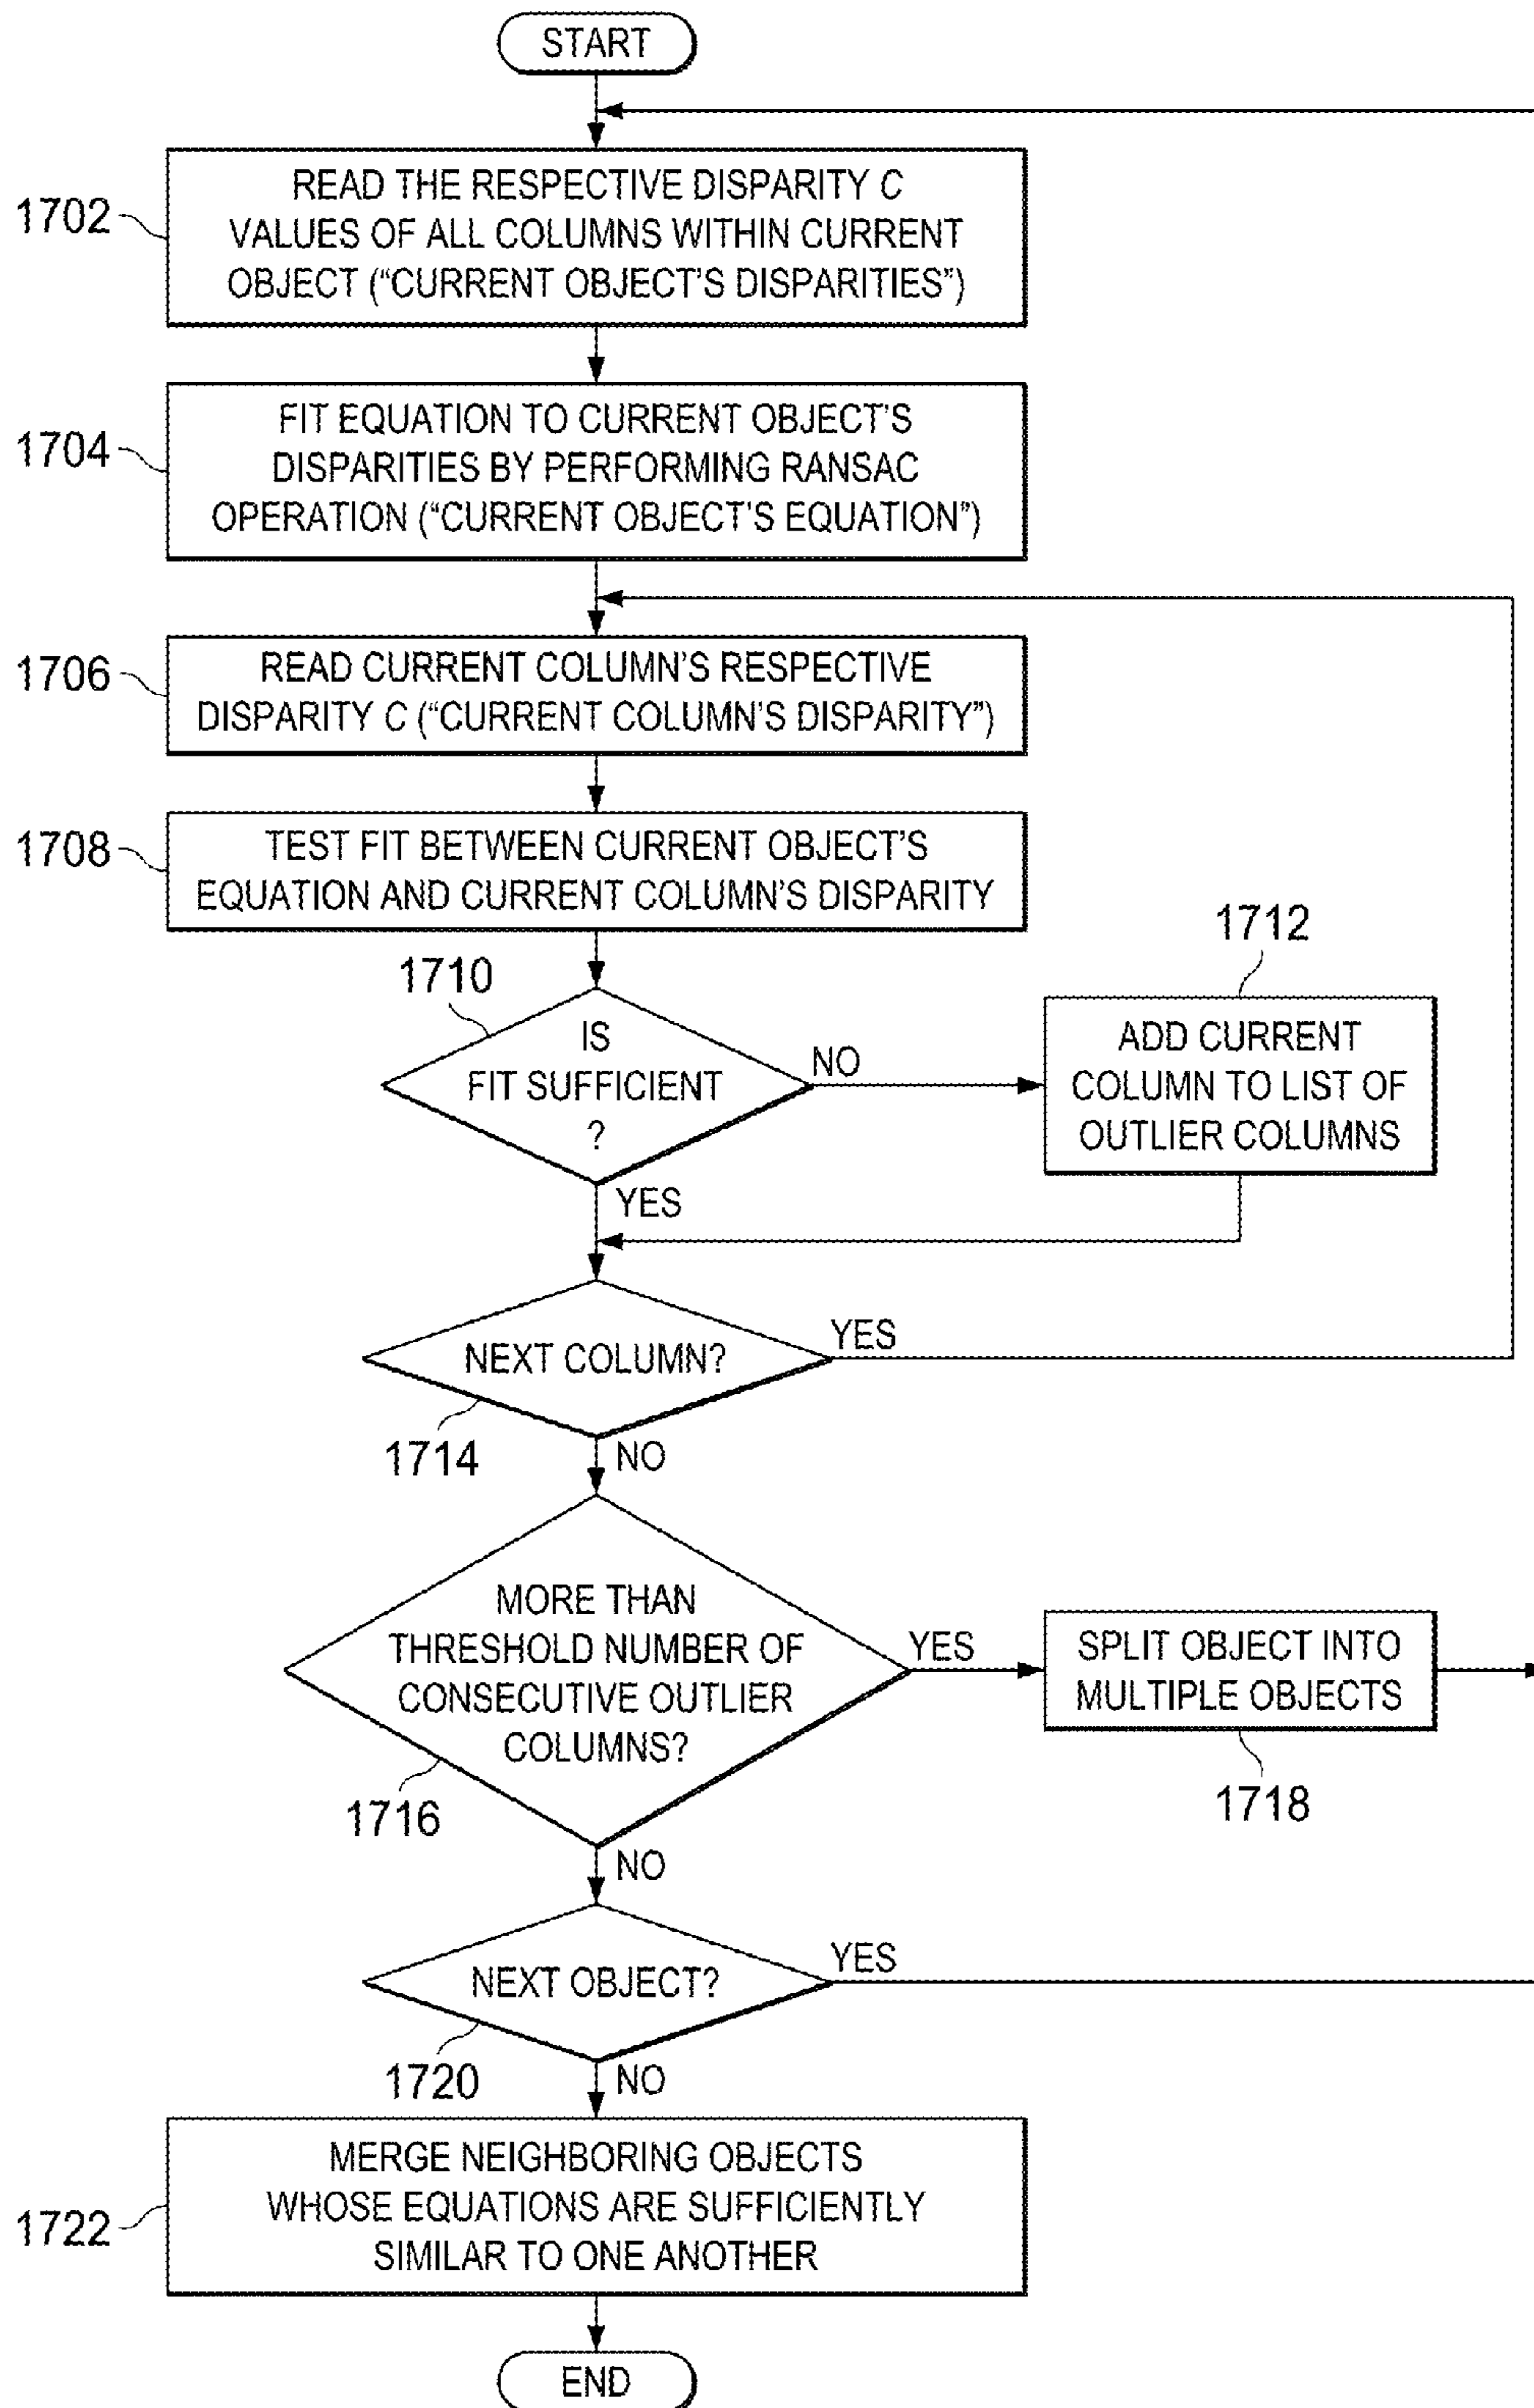 START
1702
READ THE RESPECTIVE DISPARITY C
VALUES OF ALL COLUMNS WITHIN CURRENT
OBJECT (“CURRENT OBJECT'S DISPARITIES”)
1704
FIT EQUATION TO CURRENT OBJECT'S
DISPARITIES BY PERFORMING RANSAC
OPERATION (“CURRENT OBJECT'S EQUATION”)
1706
READ CURRENT COLUMN'S RESPECTIVE
DISPARITY C (“CURRENT COLUMN'S DISPARITY”)
1708
TEST FIT BETWEEN CURRENT OBJECT'S
EQUATION AND CURRENT COLUMN'S DISPARITY
1710
IS
FIT SUFFICIENT
?
NO
YES
1712
ADD CURRENT
COLUMN TO LIST OF
OUTLIER COLUMNS
NEXT COLUMN?
YES
1714
NO
MORE THAN
THRESHOLD NUMBER OF
CONSECUTIVE OUTLIER
COLUMNS?
YES
1716
NO
SPLIT OBJECT INTO
MULTIPLE OBJECTS
1718
NEXT OBJECT?
YES
1720
NO
1722
MERGE NEIGHBORING OBJECTS
WHOSE EQUATIONS ARE SUFFICIENTLY
SIMILAR TO ONE ANOTHER
END